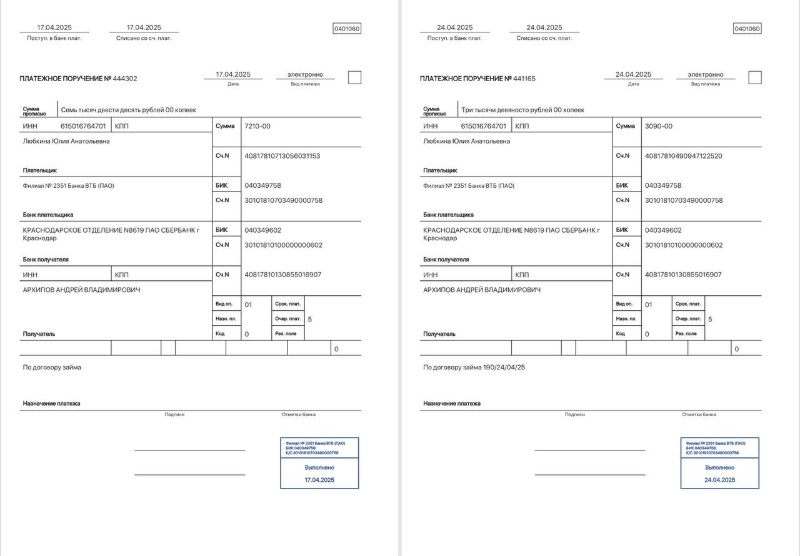 17.04.2025 17.04.2025 0401060
Поступ. в банк плат. Списано со сч. плат.
ПЛАТЕЖНОЕ ПОРУЧЕНИЕ № 444302 17.04.2025 электронно
Дата Вид платежа
Сумма прописью Семь тысяч двести десять рублей 00 копеек
ИНН 615016764701 КПП Сумма 7210-00
Любкина Юлия Анатольевна
Сч.N 40817810713056031153
Плательщик
Филиал № 2351 Банка ВТБ (ПАО) БИК 040349758
Сч.N 30101810703490000758
Банк плательщика
КРАСНОДАРСКОЕ ОТДЕЛЕНИЕ N8619 ПАО СБЕРБАНК г БИК 040349602
Краснодар Сч.N 30101810100000000602
Банк получателя
ИНН КПП Сч.N 40817810130855016907
АРХИПОВ АНДРЕЙ ВЛАДИМИРОВИЧ
Вид оп. 01 Срок. плат.
Назн. пл. Очер. плат. 5
Получатель Код 0 Рез. поле
0
По договору займа
Назначение платежа
Подписи Отметки банка
Филиал № 2351 Банка ВТБ (ПАО)
БИК 040349758
К/С 30101810703490000758
Выполнено
17.04.2025
24.04.2025 24.04.2025 0401060
Поступ. в банк плат. Списано со сч. плат.
ПЛАТЕЖНОЕ ПОРУЧЕНИЕ № 441165 24.04.2025 электронно
Дата Вид платежа
Сумма прописью Три тысячи девяносто рублей 00 копеек
ИНН 615016764701 КПП Сумма 3090-00
Любкина Юлия Анатольевна
Сч.N 40817810490947122520
Плательщик
Филиал № 2351 Банка ВТБ (ПАО) БИК 040349758
Сч.N 30101810703490000758
Банк плательщика
КРАСНОДАРСКОЕ ОТДЕЛЕНИЕ N8619 ПАО СБЕРБАНК г БИК 040349602
Краснодар Сч.N 30101810100000000602
Банк получателя
ИНН КПП Сч.N 40817810130855016907
АРХИПОВ АНДРЕЙ ВЛАДИМИРОВИЧ
Вид оп. 01 Срок. плат.
Назн. пл. Очер. плат. 5
Получатель Код 0 Рез. поле
0
По договору займа 190/24/04/25
Назначение платежа
Подписи Отметки банка
Филиал № 2351 Банка ВТБ (ПАО)
БИК 040349758
К/С 30101810703490000758
Выполнено
24.04.2025